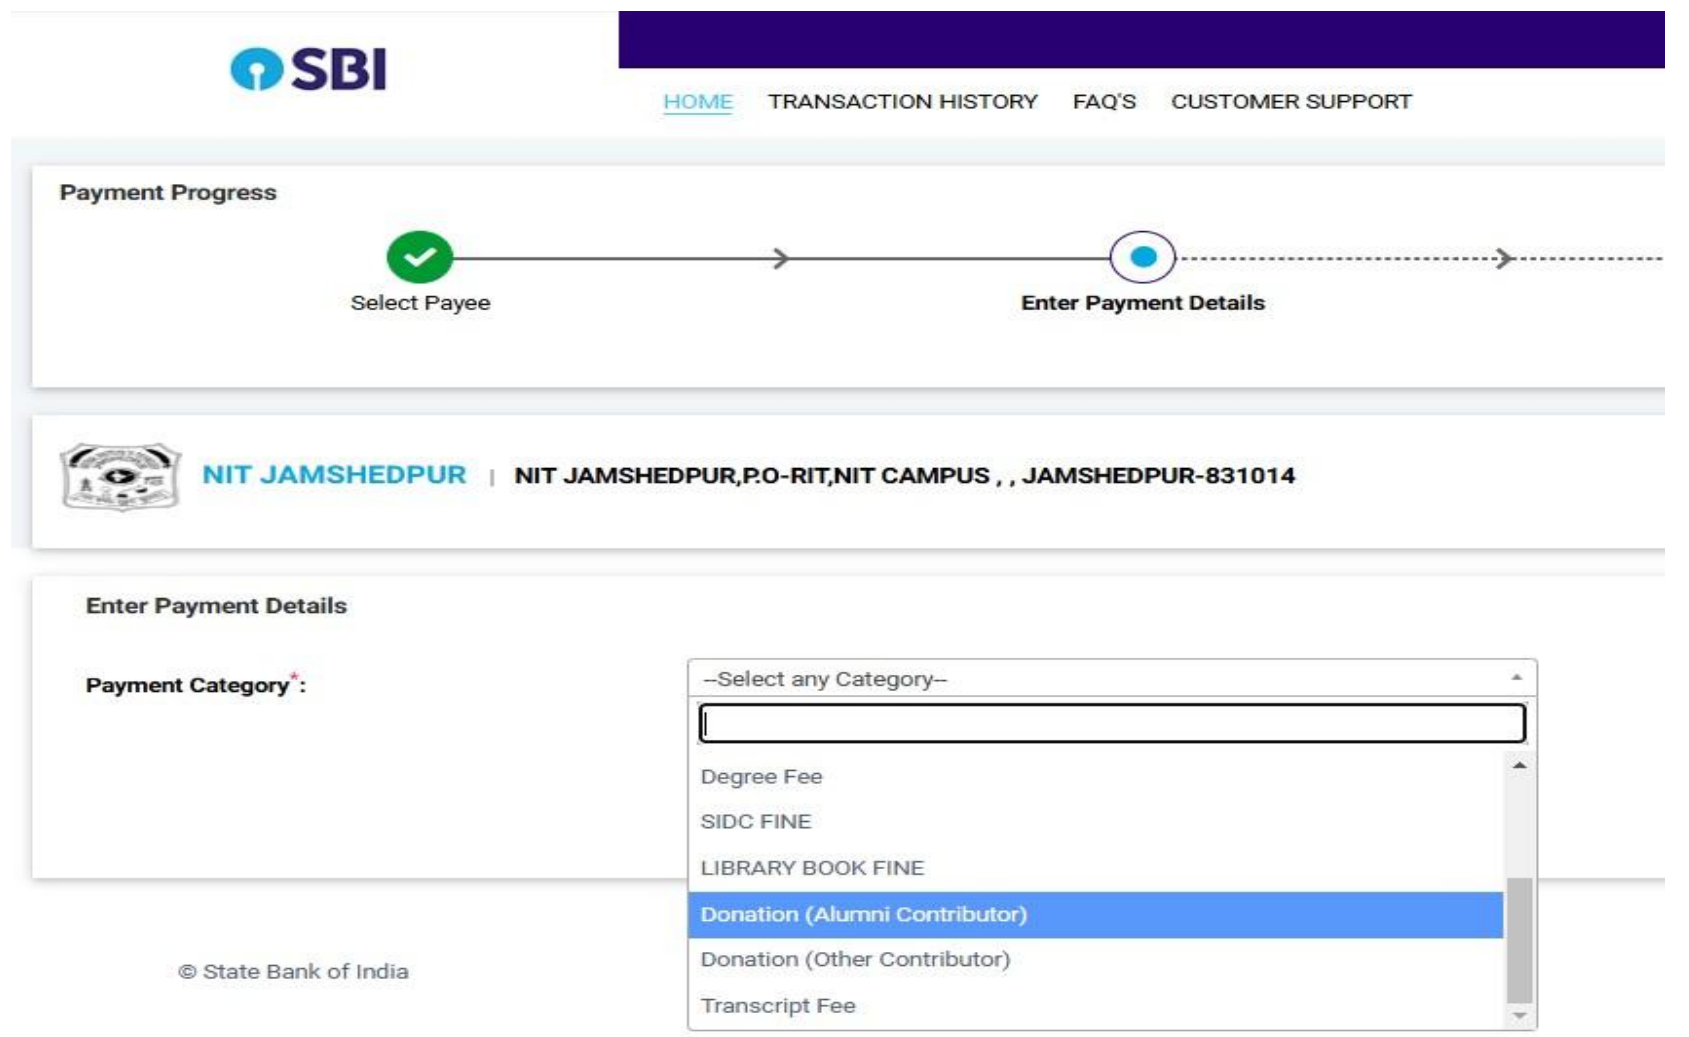 SBI
HOME TRANSACTION HISTORY FAQ'S CUSTOMER SUPPORT
Payment Progress
Select Payee
Enter Payment Details
NIT JAMSHEDPUR | NIT JAMSHEDPUR,P.O-RIT,NIT CAMPUS , , JAMSHEDPUR-831014
Enter Payment Details
Payment Category*:
--Select any Category--
Degree Fee
SIDC FINE
LIBRARY BOOK FINE
Donation (Alumni Contributor)
Donation (Other Contributor)
Transcript Fee
© State Bank of India